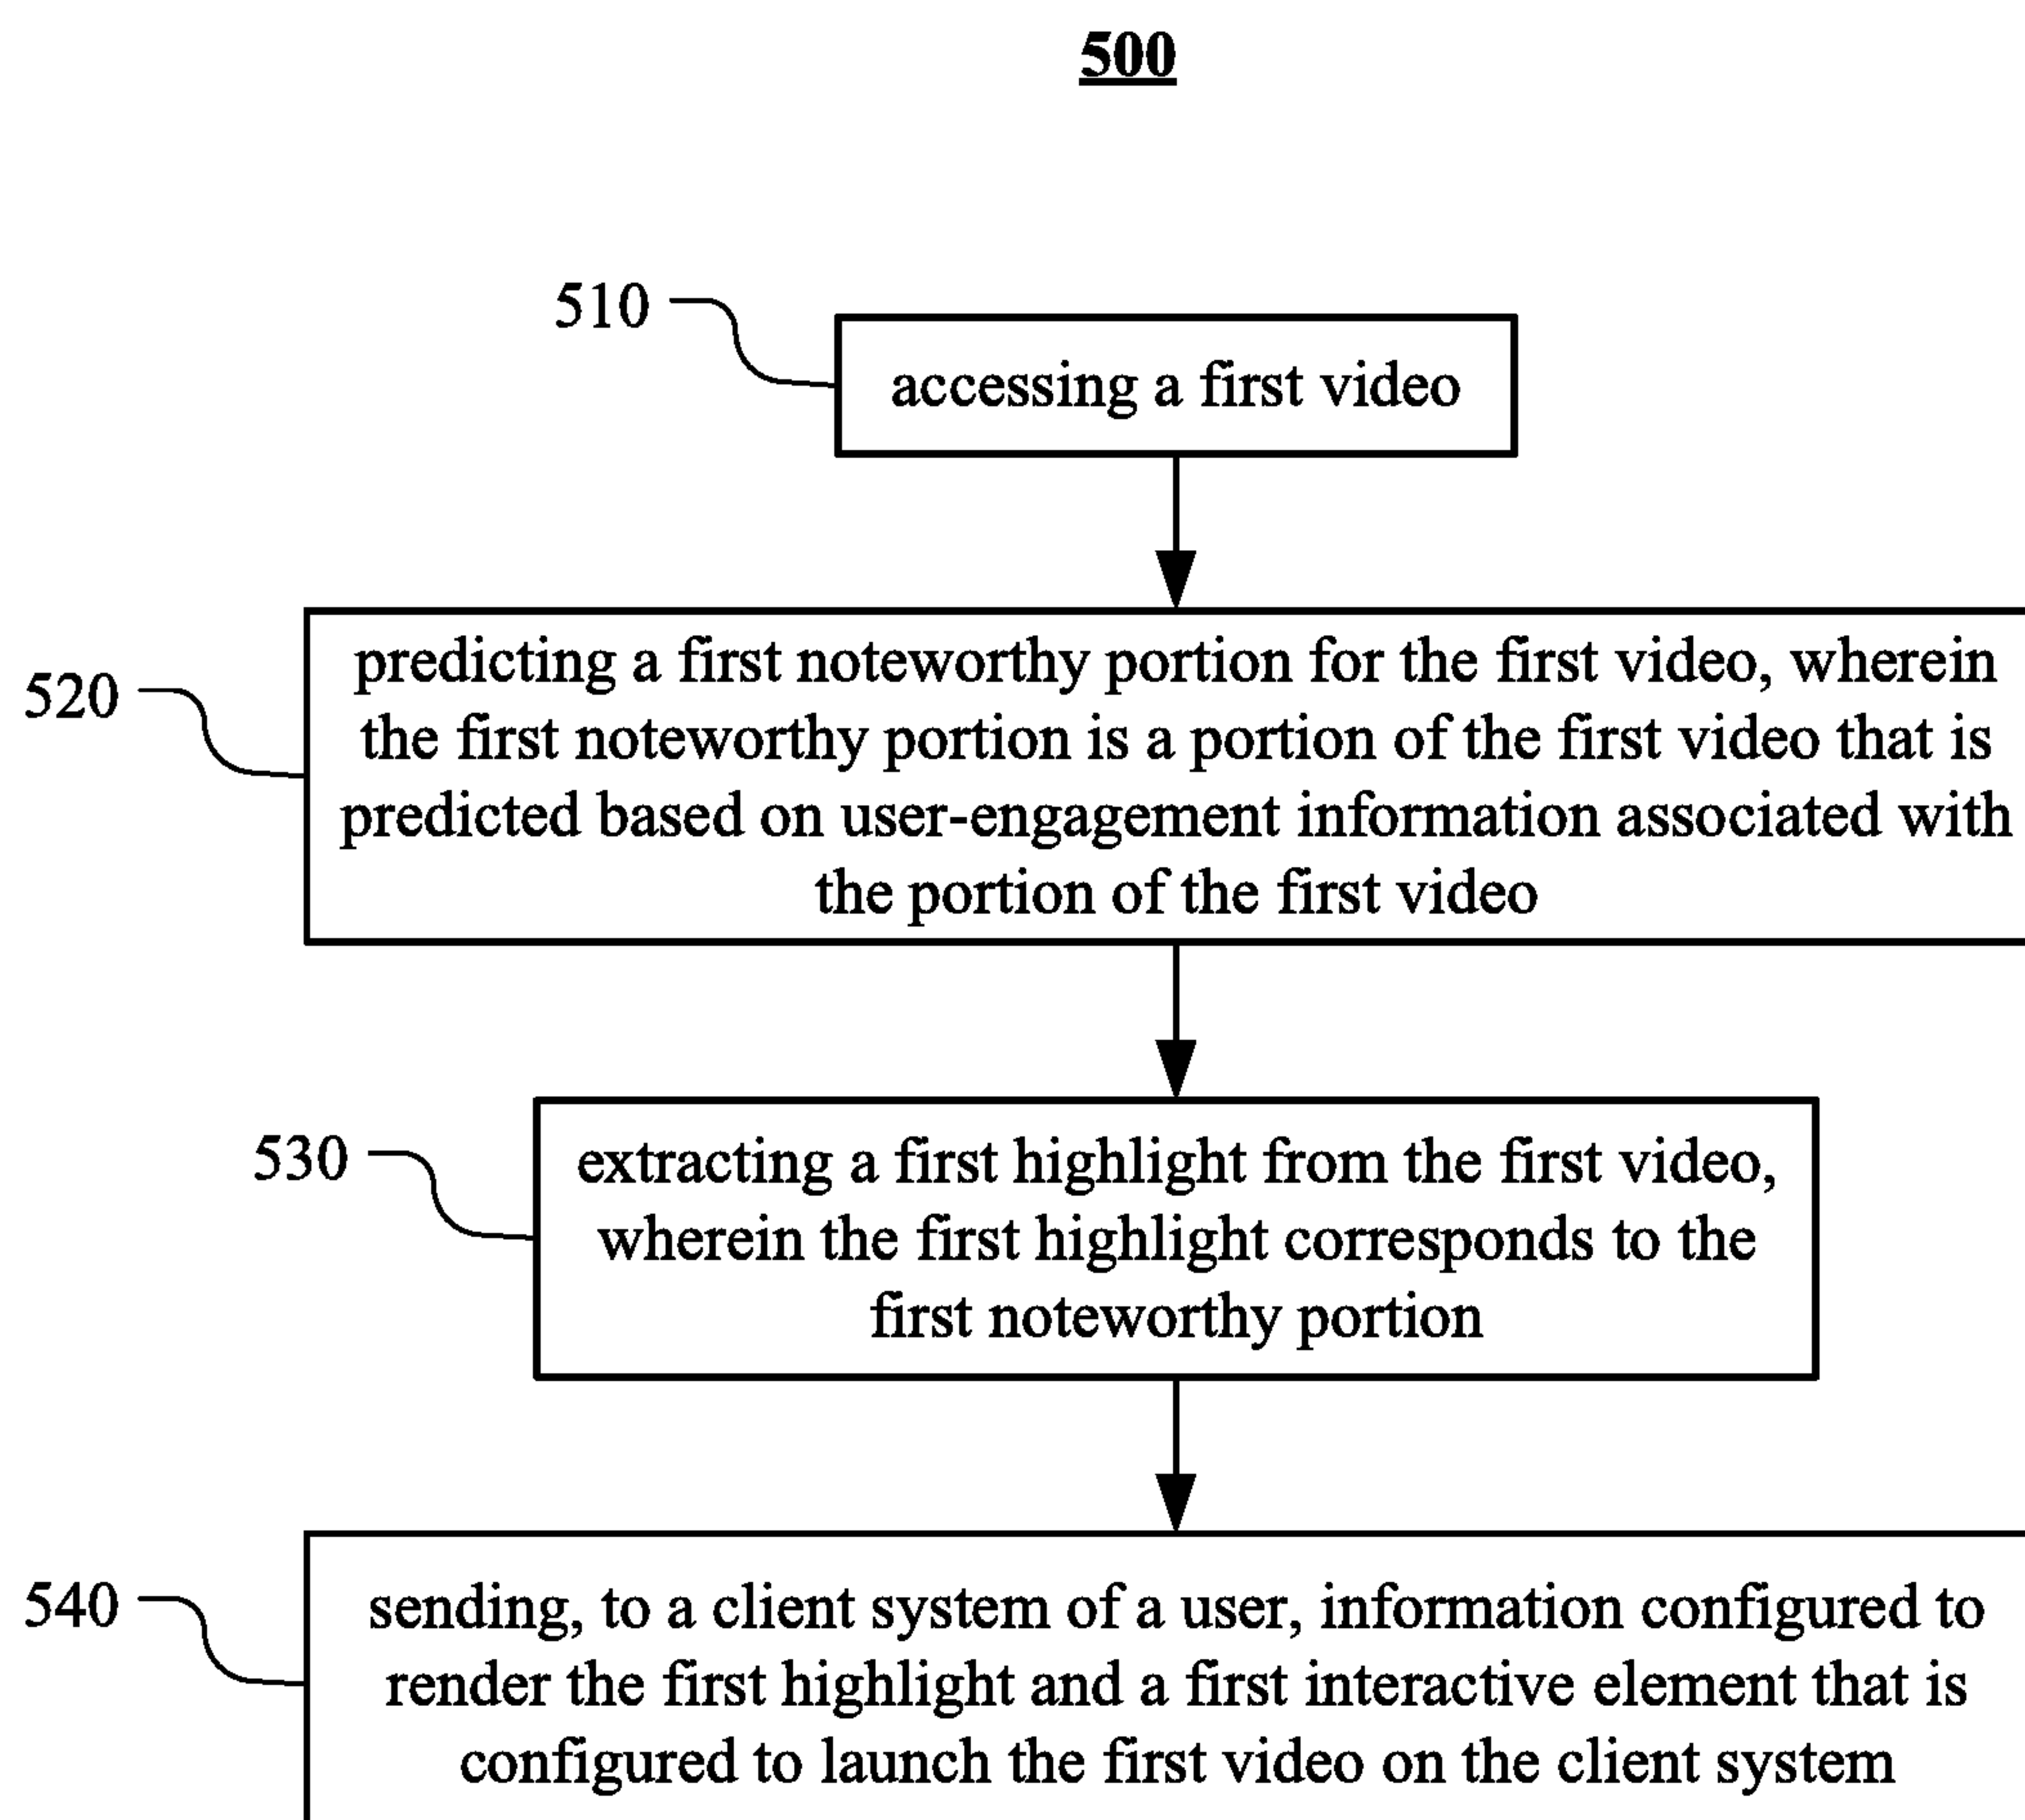 500
510
accessing a first video
520
predicting a first noteworthy portion for the first video, wherein
the first noteworthy portion is a portion of the first video that is
predicted based on user-engagement information associated with
the portion of the first video
530
extracting a first highlight from the first video,
wherein the first highlight corresponds to the
first noteworthy portion
540
sending, to a client system of a user, information configured to
render the first highlight and a first interactive element that is
configured to launch the first video on the client system